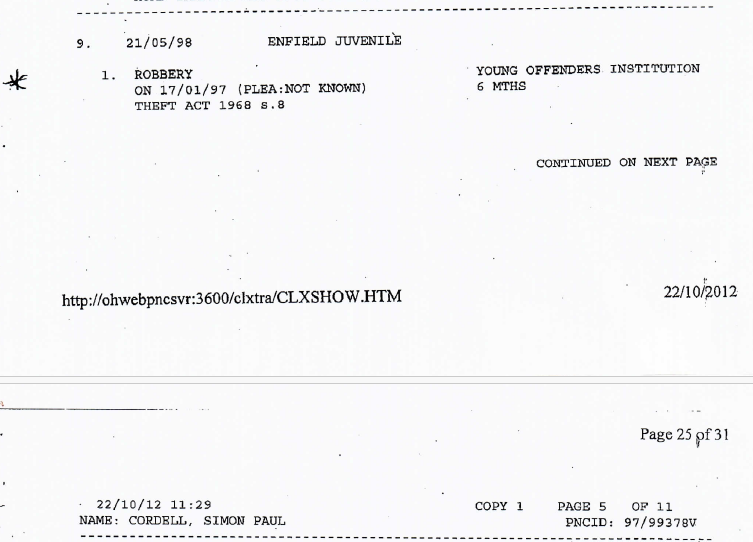 9. 21/05/98 ENFIELD JUVENILE
1. ROBBERY YOUNG OFFENDERS INSTITUTION
ON 17/01/97 (PLEA:NOT KNOWN) 6 MTHS
THEFT ACT 1968 s.8
CONTINUED ON NEXT PAGE
http://ohwebpncsvr:3600/clxtra/CLXSHOW.HTM 22/10/2012
Page 25 of 31
22/10/12 11:29 COPY 1 PAGE 5 OF 11
NAME: CORDELL, SIMON PAUL PNCID: 97/99378V